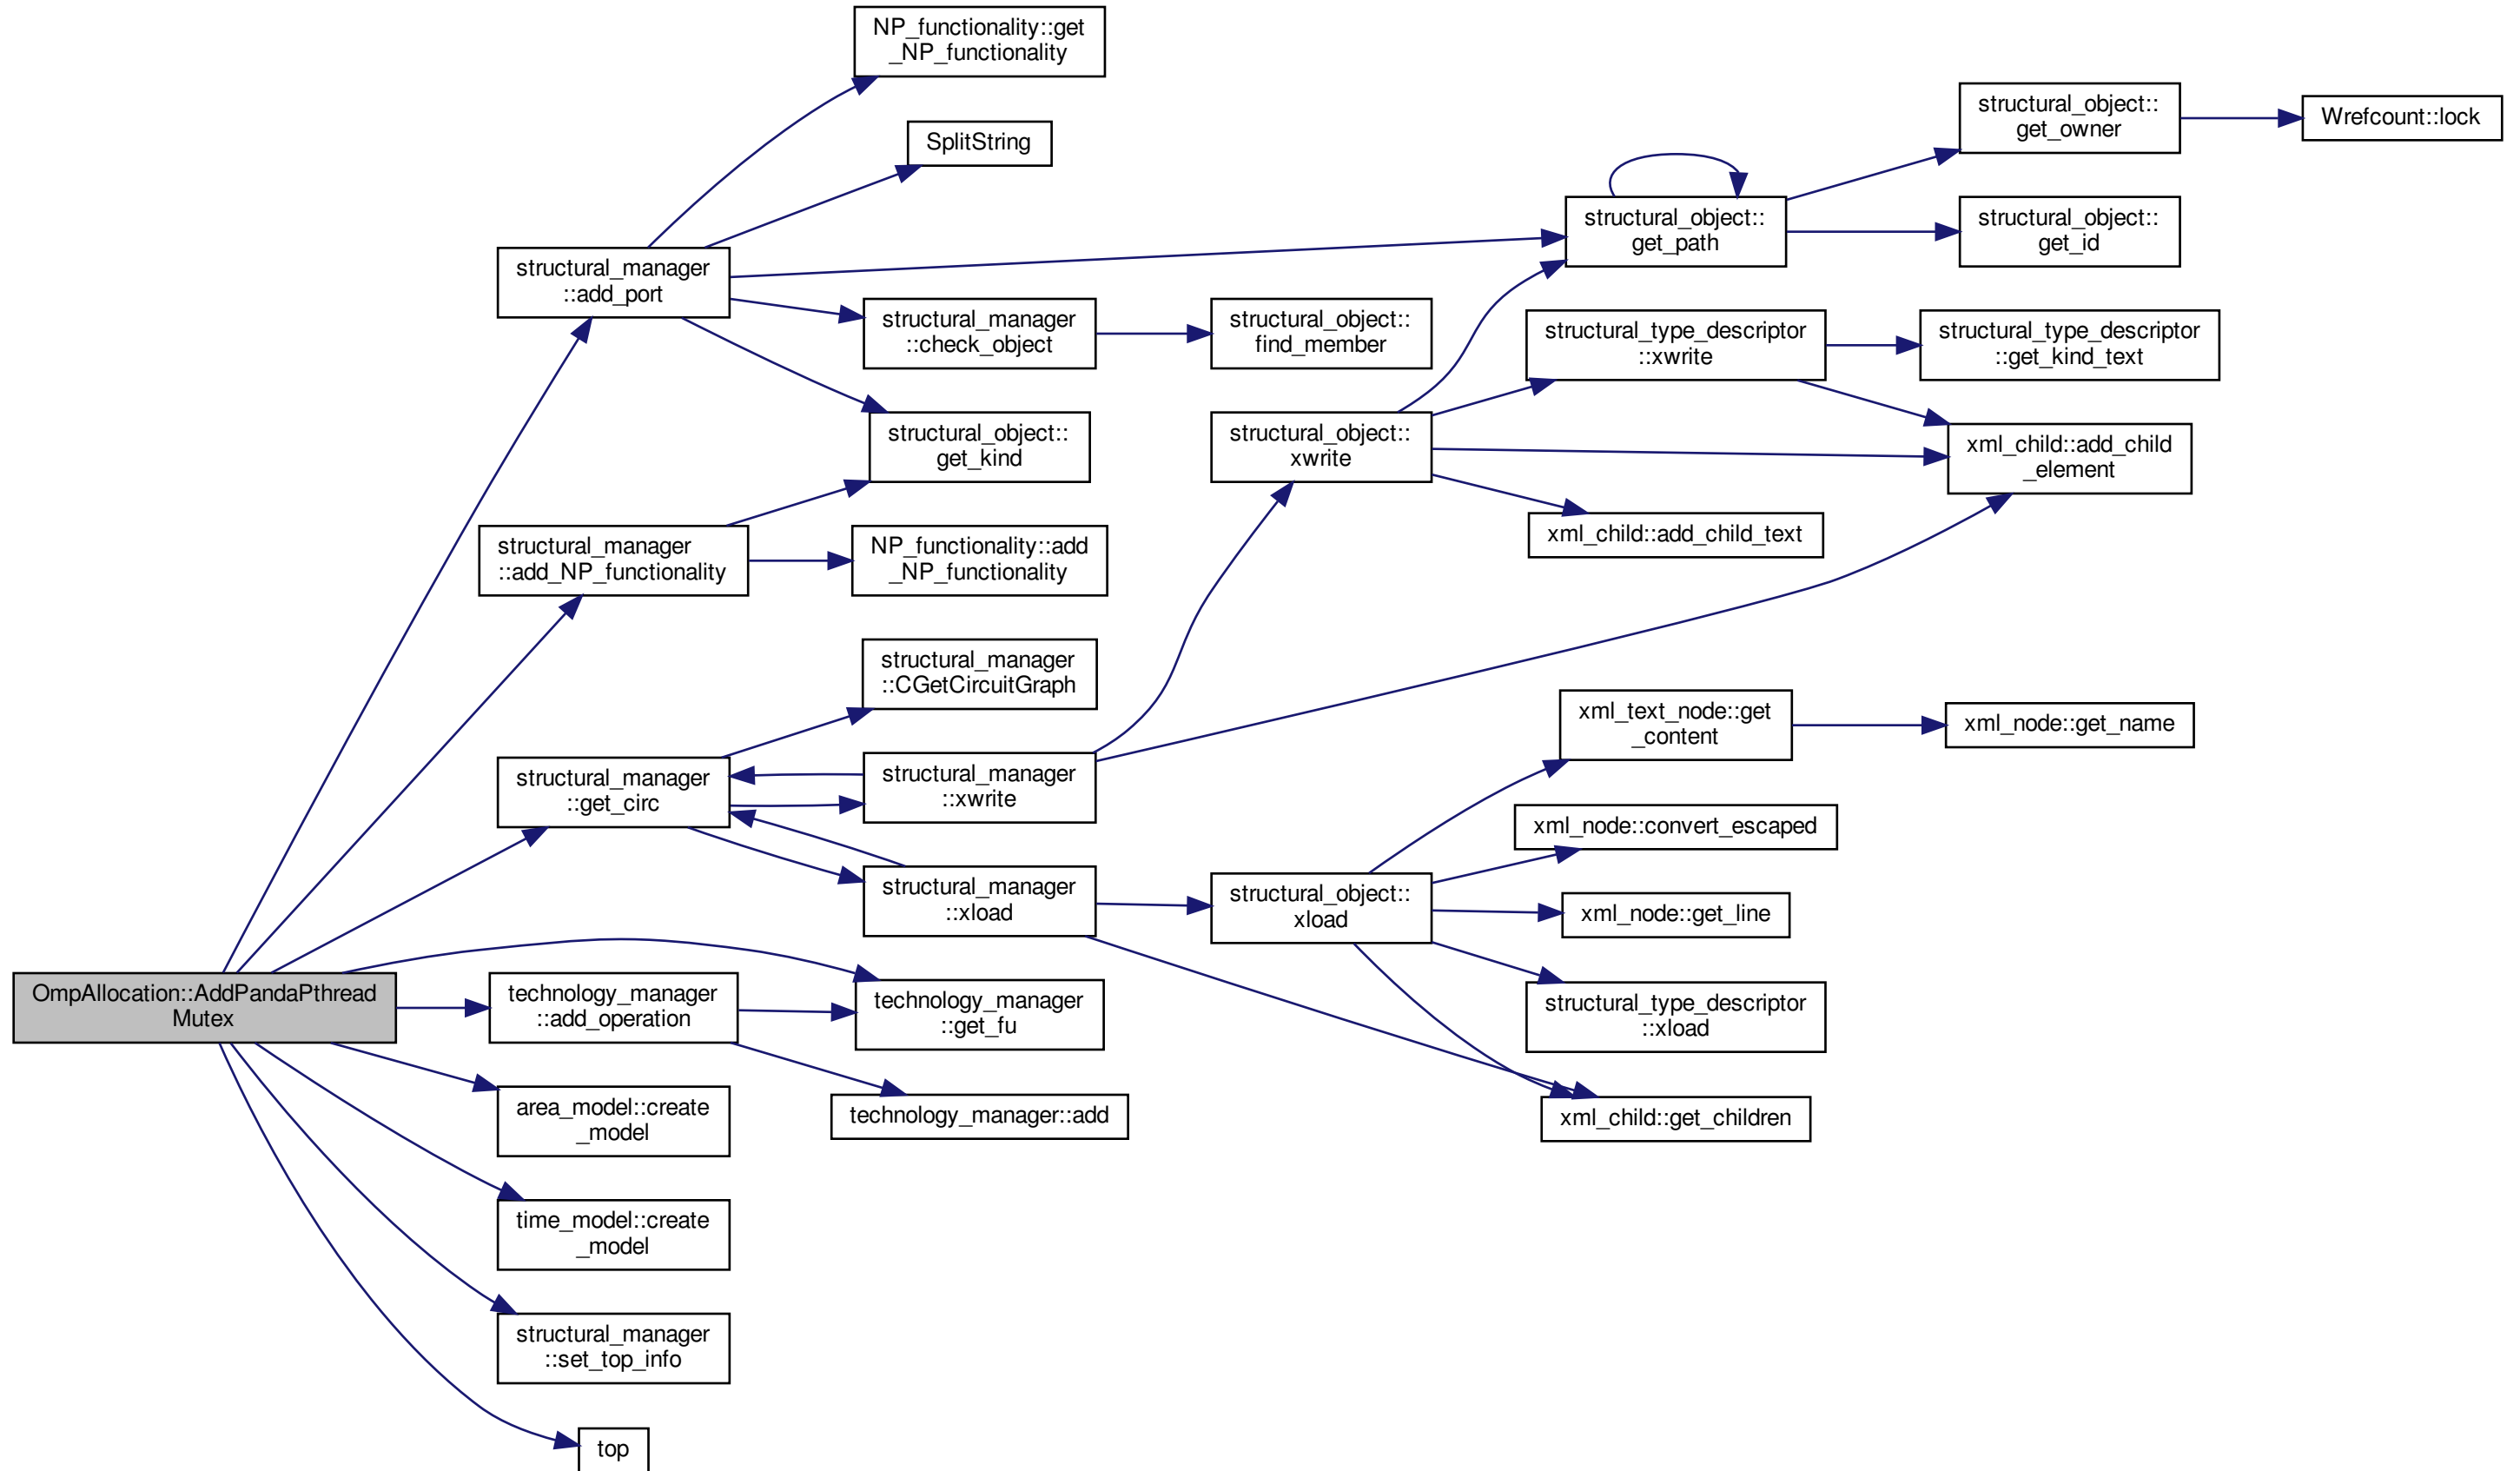 NP_functionality::get
_NP_functionality
SplitString
structural_manager
::add_port
structural_object::
get_path
structural_object::
get_owner
Wrefcount::lock
structural_object::
get_id
structural_manager
::check_object
structural_object::
find_member
structural_type_descriptor
::xwrite
structural_type_descriptor
::get_kind_text
structural_object::
get_kind
structural_object::
xwrite
xml_child::add_child
_element
xml_child::add_child_text
structural_manager
::add_NP_functionality
NP_functionality::add
_NP_functionality
structural_manager
::CGetCircuitGraph
structural_manager
::get_circ
structural_manager
::xwrite
structural_manager
::xload
structural_object::
xload
xml_text_node::get
_content
xml_node::get_name
xml_node::convert_escaped
xml_node::get_line
structural_type_descriptor
::xload
xml_child::get_children
OmpAllocation::AddPandaPthread
Mutex
technology_manager
::add_operation
technology_manager
::get_fu
technology_manager::add
area_model::create
_model
time_model::create
_model
structural_manager
::set_top_info
top